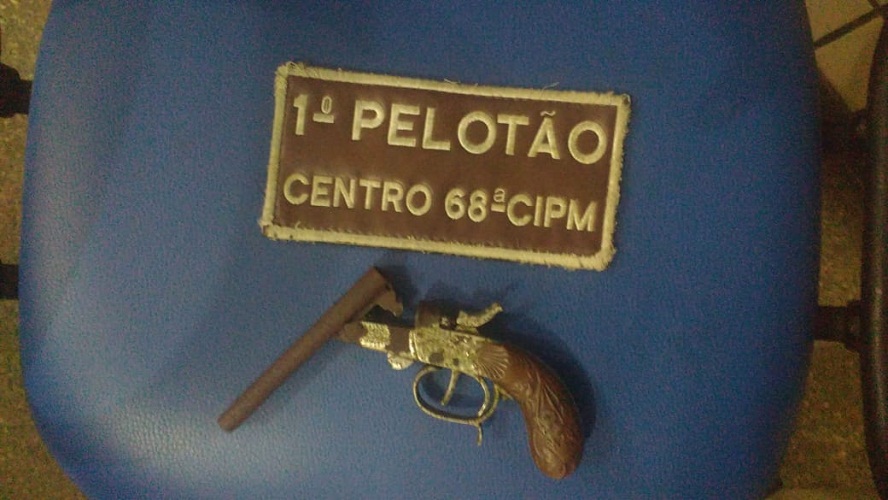 1º PELOTÃO
CENTRO 68ª CIPM